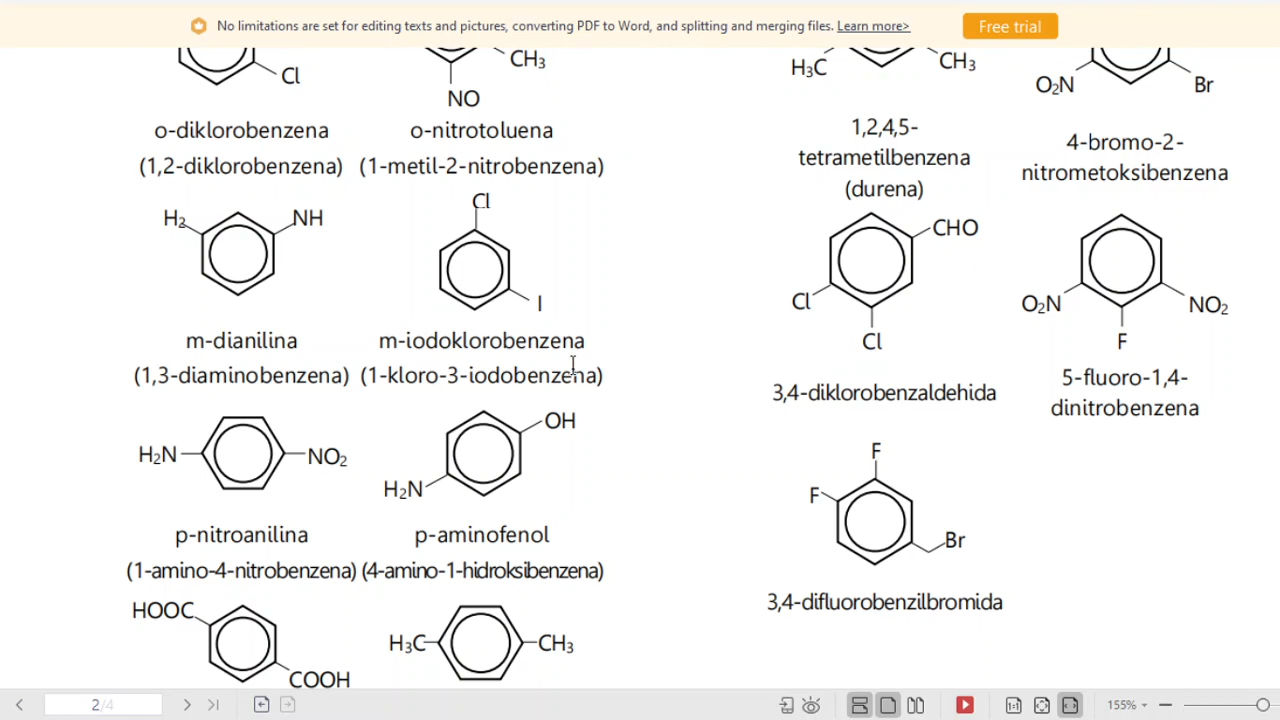 No limitations are set for editing texts and pictures, converting PDF to Word, and splitting and merging files. Learn more>
Free trial
Cl
CH₃
NO
o-diklorobenzena
(1,2-diklorobenzena)
o-nitrotoluena
(1-metil-2-nitrobenzena)
H₂
NH
m-dianilina
(1,3-diaminobenzena)
Cl
I
m-iodoklorobenzena
(1-kloro-3-iodobenzena)
H₂N
NO₂
p-nitroanilina
(1-amino-4-nitrobenzena)
OH
H₂N
p-aminofenol
(4-amino-1-hidroksibenzena)
HOOC
COOH
H₃C
CH₃
H₃C
CH₃
1,2,4,5-
tetrametilbenzena
(durena)
O₂N
Br
4-bromo-2-
nitrometoksibenzena
CHO
Cl
Cl
3,4-diklorobenzaldehida
O₂N
NO₂
F
5-fluoro-1,4-
dinitrobenzena
F
F
Br
3,4-difluorobenzilbromida
2/4
1:1
155%